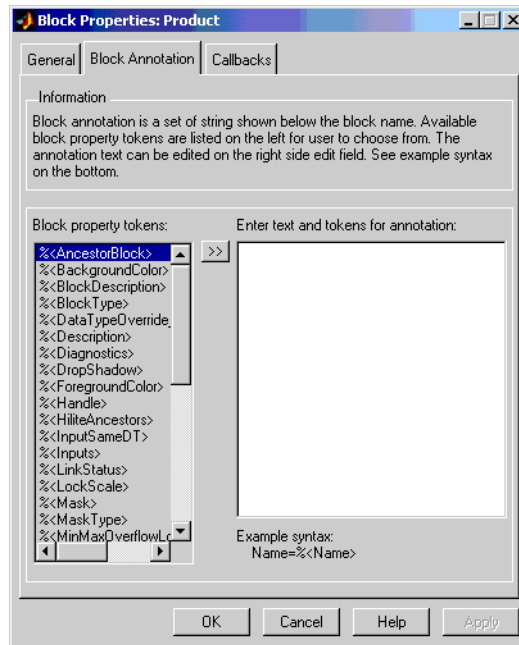 Block Properties: Product
General
Block Annotation
Callbacks
Information
Block annotation is a set of string shown below the block name. Available
block property tokens are listed on the left for user to choose from. The
annotation text can be edited on the right side edit field. See example syntax
on the bottom.
Block property tokens:
%<AncestorBlock>
%<BackgroundColor>
%<BlockDescription>
%<BlockType>
%<DataTypeOverride_
%<Description>
%<Diagnostics>
%<DropShadow>
%<ForegroundColor>
%<Handle>
%<HiliteAncestors>
%<InputSameDT>
%<Inputs>
%<LinkStatus>
%<LockScale>
%<Mask>
%<MaskType>
%<MinMaxOverflowLo
>>
Enter text and tokens for annotation:
Example syntax:
Name=%<Name>
OK
Cancel
Help
Apply